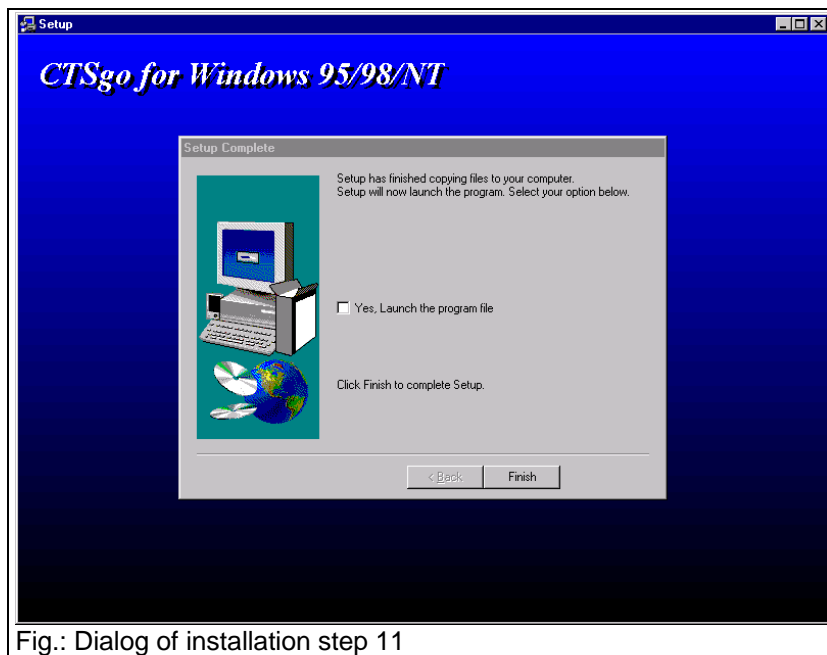 Setup
CTSgo for Windows 95/98/NT
Setup Complete
Setup has finished copying files to your computer.
Setup will now launch the program. Select your option below.
Yes, Launch the program file
Click Finish to complete Setup.
< Back
Finish
Fig.: Dialog of installation step 11